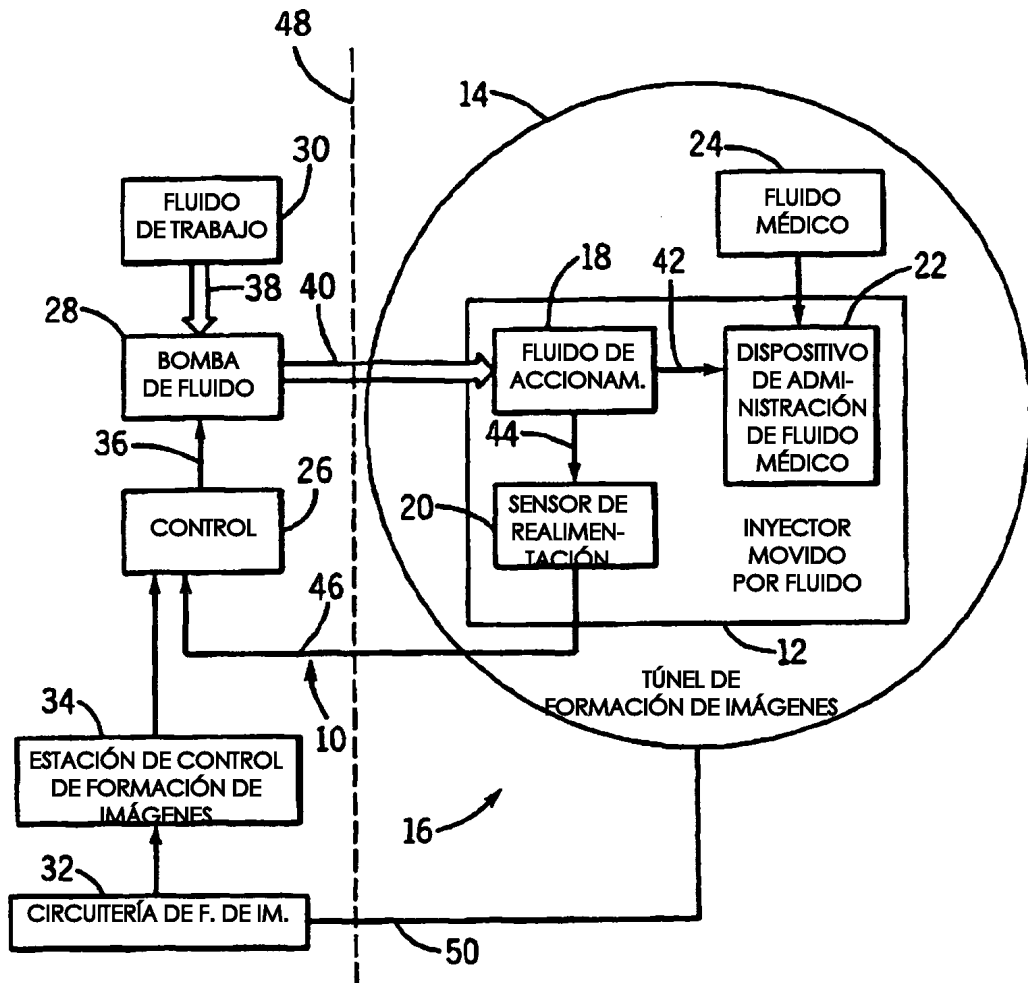 48
14
30
24
FLUIDO
DE TRABAJO
FLUIDO
MÉDICO
18
42
22
38
40
28
BOMBA
DE FLUIDO
FLUIDO DE
ACCIONAM.
DISPOSITIVO
DE ADMI-
NISTRACIÓN
DE FLUIDO
MÉDICO
36
44
26
20
CONTROL
SENSOR DE
REALIMEN-
TACIÓN
INYECTOR
MOVIDO
POR FLUIDO
46
12
10
TÚNEL DE
FORMACIÓN DE IMÁGENES
34
ESTACIÓN DE CONTROL
DE FORMACIÓN DE
IMÁGENES
16
32
CIRCUITERÍA DE F. DE IM.
50